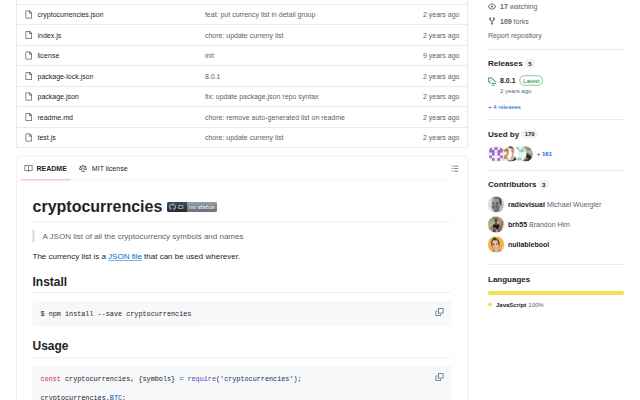 cryptocurrencies.json feat: put currency list in detail group 2 years ago
index.js chore: update curreny list 2 years ago
license init 9 years ago
package-lock.json 8.0.1 2 years ago
package.json fix: update package.json repo syntax 2 years ago
readme.md chore: remove auto-generated list on readme 2 years ago
test.js chore: update curreny list 2 years ago
README MIT license
cryptocurrencies CI no status
A JSON list of all the cryptocurrency symbols and names
The currency list is a JSON file that can be used wherever.
Install
$ npm install --save cryptocurrencies
Usage
const cryptocurrencies, {symbols} = require('cryptocurrencies');
cryptocurrencies.BTC;
17 watching
109 forks
Report repository
Releases 5
8.0.1 Latest
2 years ago
+ 4 releases
Used by 170
+ 161
Contributors 3
radiovisual Michael Wuergler
brh55 Brandon Him
nullablebool
Languages
JavaScript 100%